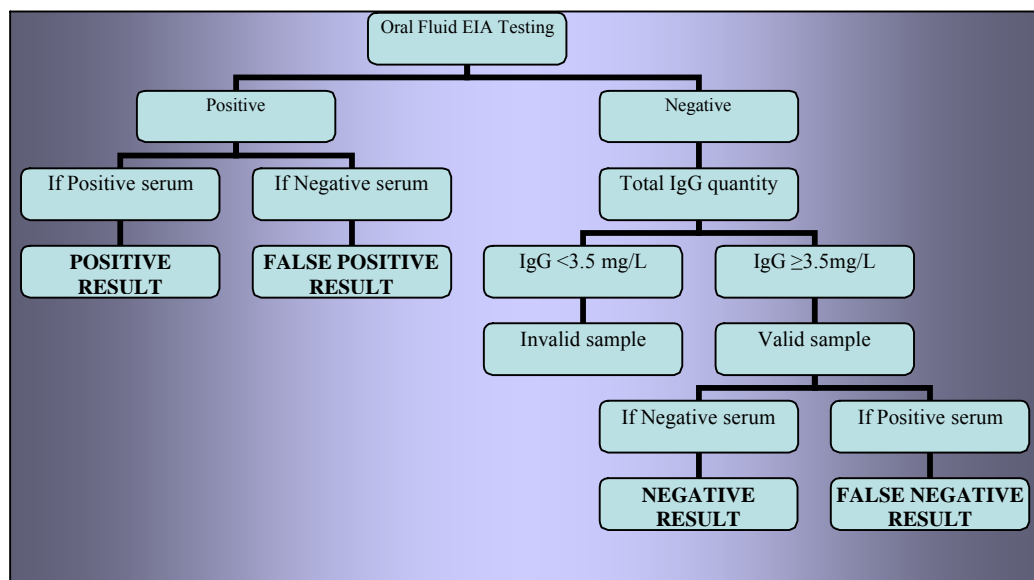 Oral Fluid EIA Testing
Positive
Negative
If Positive serum
If Negative serum
Total IgG quantity
POSITIVE
RESULT
FALSE POSITIVE
RESULT
IgG <3.5 mg/L
IgG ≥3.5mg/L
Invalid sample
Valid sample
If Negative serum
If Positive serum
NEGATIVE
RESULT
FALSE NEGATIVE
RESULT